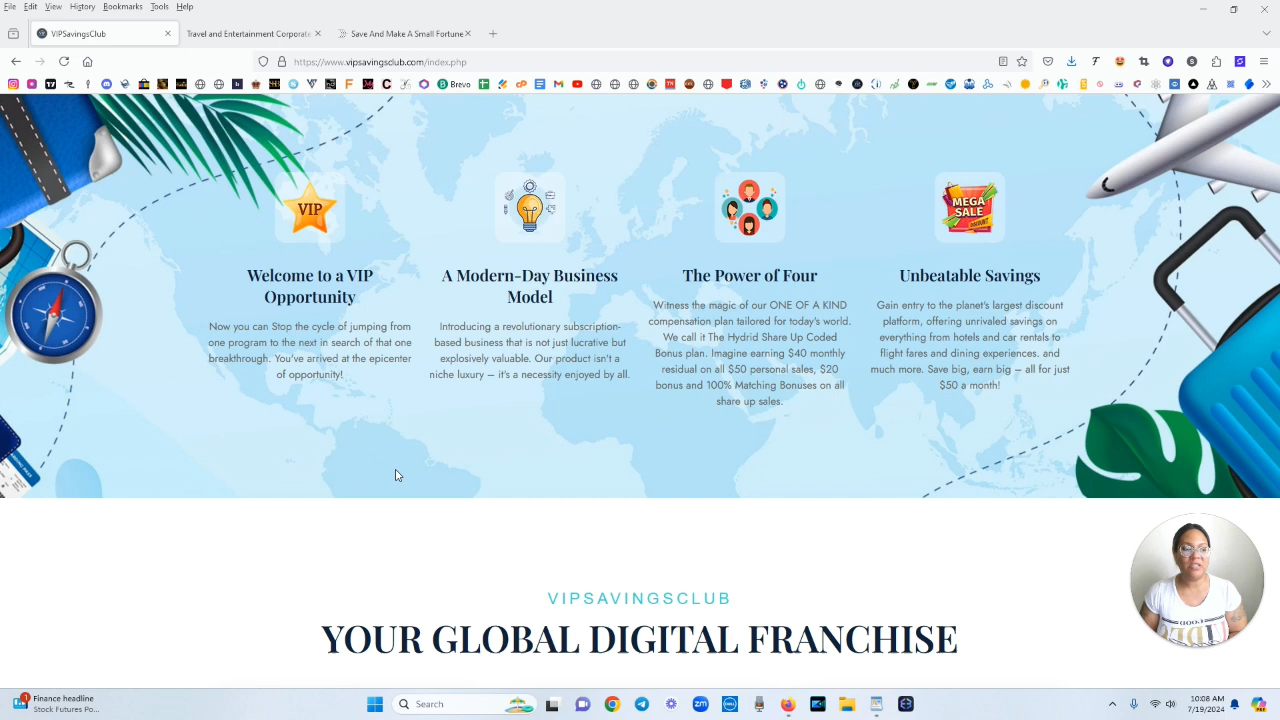 File Edit View History Bookmarks Tools Help
VIPSavingsClub
Travel and Entertainment Corporate
Save And Make A Small Fortune
https://www.vipsavingsclub.com/index.php
Brevo
VIP
MEGA
SALE
DISCOUNT
Welcome to a VIP
Opportunity
Now you can Stop the cycle of jumping from
one program to the next in search of that one
breakthrough. You've arrived at the epicenter
of opportunity!
A Modern-Day Business
Model
Introducing a revolutionary subscription-
based business that is not just lucrative but
explosively valuable. Our product isn't a
niche luxury – it's a necessity enjoyed by all.
The Power of Four
Witness the magic of our ONE OF A KIND
compensation plan tailored for today's world.
We call it The Hydrid Share Up Coded
Bonus plan. Imagine earning $40 monthly
residual on all $50 personal sales, $20
bonus and 100% Matching Bonuses on all
share up sales.
Unbeatable Savings
Gain entry to the planet's largest discount
platform, offering unrivaled savings on
everything from hotels and car rentals to
flight fares and dining experiences. and
much more. Save big, earn big – all for just
$50 a month!
VIPSAVINGSCLUB
YOUR GLOBAL DIGITAL FRANCHISE
1
Finance headline
Stock Futures Po...
Search
zm
DELL
10:08 AM
7/19/2024